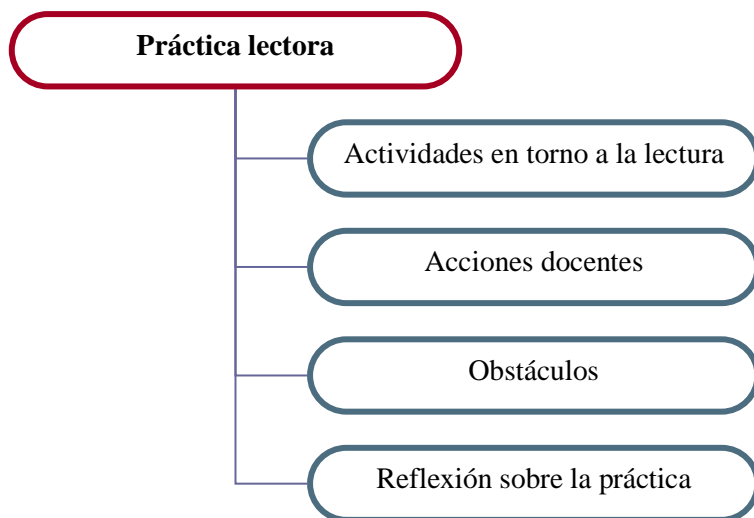 Práctica lectora
Actividades en torno a la lectura
Acciones docentes
Obstáculos
Reflexión sobre la práctica